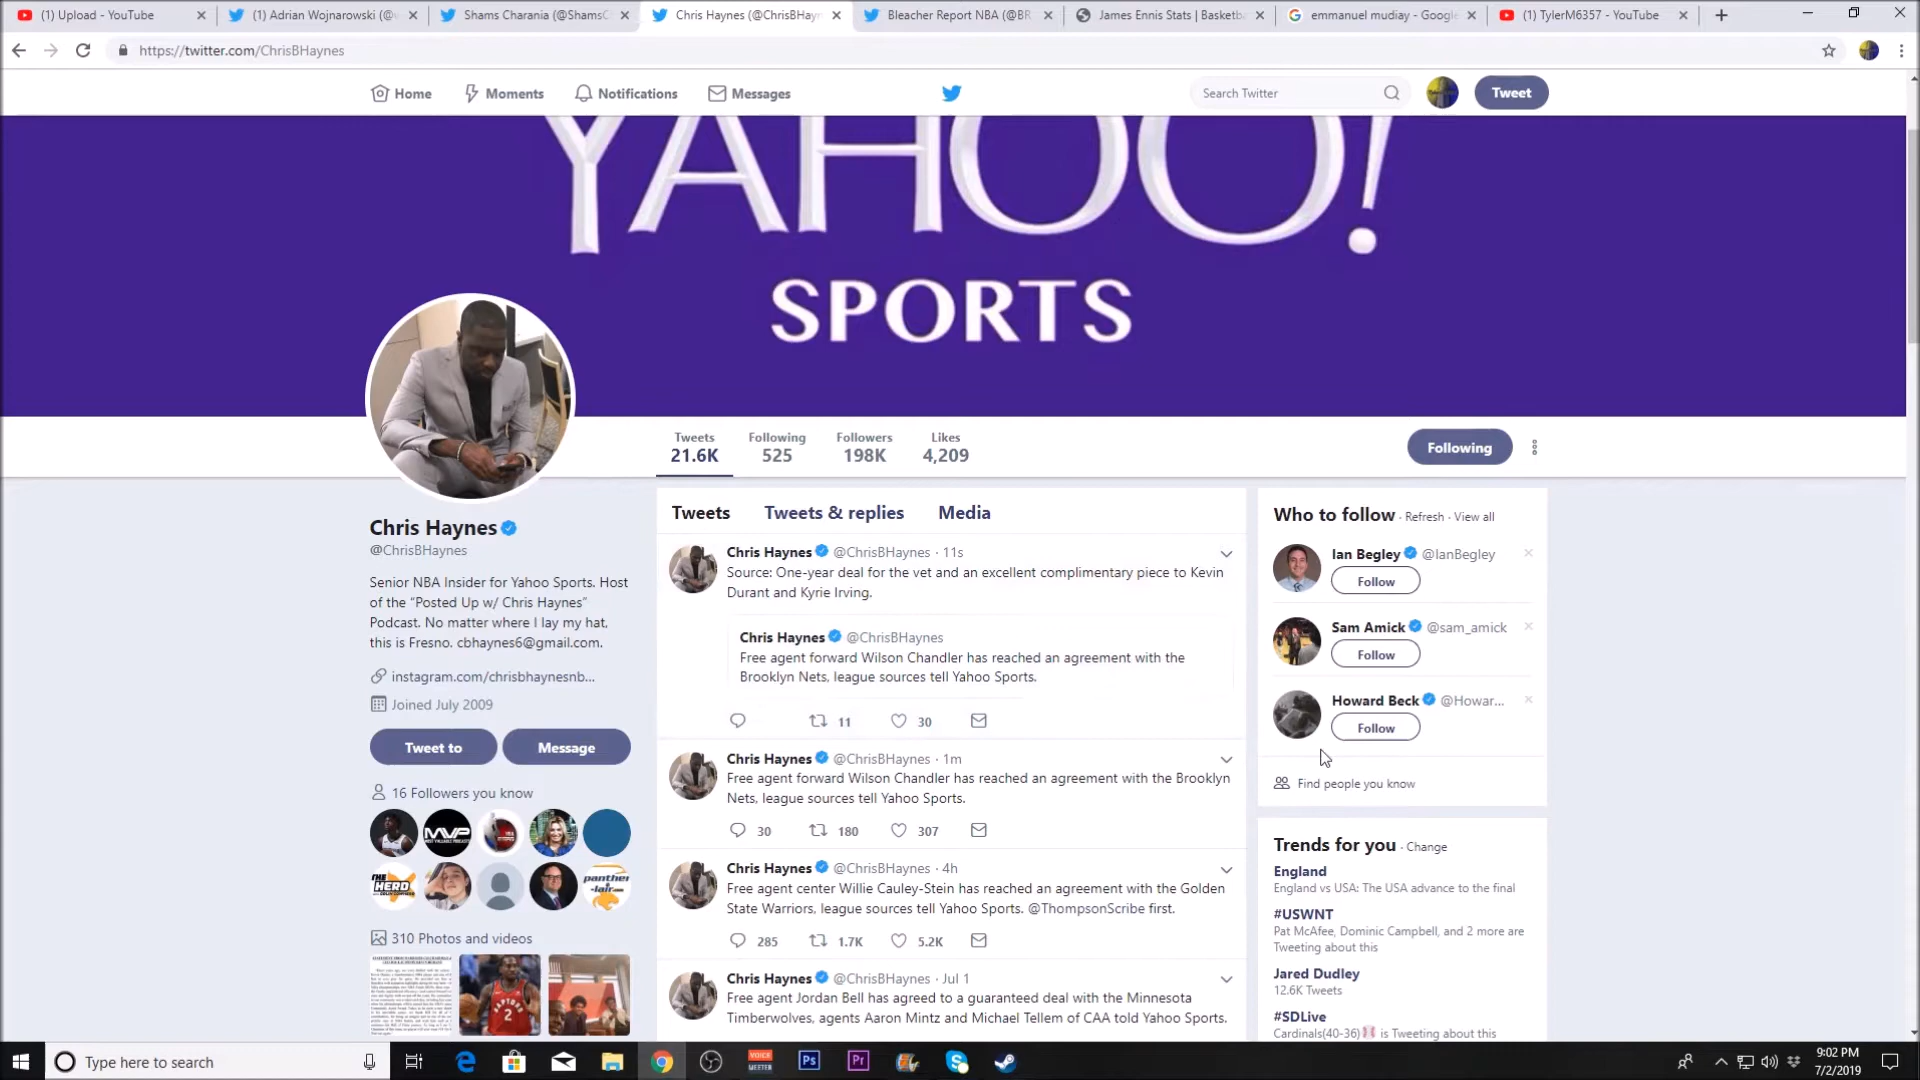 (1) Upload - YouTube
(1) Adrian Wojnarowski (@
Shams Charania (@ShamsC
Chris Haynes (@ChrisBHayn
Bleacher Report NBA (@BR
James Ennis Stats | Basketb
emmanuel mudiay - Google
(1) TylerM6357 - YouTube
https://twitter.com/ChrisBHaynes
Home
Moments
Notifications
Messages
Search Twitter
Tweet
YAHOO!
SPORTS
Tweets
21.6K
Following
525
Followers
198K
Likes
4,209
Following
Chris Haynes
@ChrisBHaynes
Senior NBA Insider for Yahoo Sports. Host
of the “Posted Up w/ Chris Haynes”
Podcast. No matter where I lay my hat,
this is Fresno. cbhaynes6@gmail.com.
instagram.com/chrisbhaynesnb...
Joined July 2009
Tweet to
Message
16 Followers you know
MVP
THE HERD
panther
-lair.com
310 Photos and videos
Tweets
Tweets & replies
Media
Chris Haynes @ChrisBHaynes · 11s
Source: One-year deal for the vet and an excellent complimentary piece to Kevin
Durant and Kyrie Irving.
Chris Haynes @ChrisBHaynes
Free agent forward Wilson Chandler has reached an agreement with the
Brooklyn Nets, league sources tell Yahoo Sports.
11
30
Chris Haynes @ChrisBHaynes · 1m
Free agent forward Wilson Chandler has reached an agreement with the Brooklyn
Nets, league sources tell Yahoo Sports.
30
180
307
Chris Haynes @ChrisBHaynes · 4h
Free agent center Willie Cauley-Stein has reached an agreement with the Golden
State Warriors, league sources tell Yahoo Sports. @ThompsonScribe first.
285
1.7K
5.2K
Chris Haynes @ChrisBHaynes · Jul 1
Free agent Jordan Bell has agreed to a guaranteed deal with the Minnesota
Timberwolves, agents Aaron Mintz and Michael Tellem of CAA told Yahoo Sports.
Who to follow · Refresh · View all
Ian Begley @IanBegley
Follow
Sam Amick @sam_amick
Follow
Howard Beck @Howar...
Follow
Find people you know
Trends for you · Change
England
England vs USA: The USA advance to the final
#USWNT
Pat McAfee, Dominic Campbell, and 2 more are
Tweeting about this
Jared Dudley
12.6K Tweets
#SDLive
Cardinals(40-36) is Tweeting about this
RAPTORS
2
Type here to search
VOICE
MEETER
Ps
Pr
9:02 PM
7/2/2019